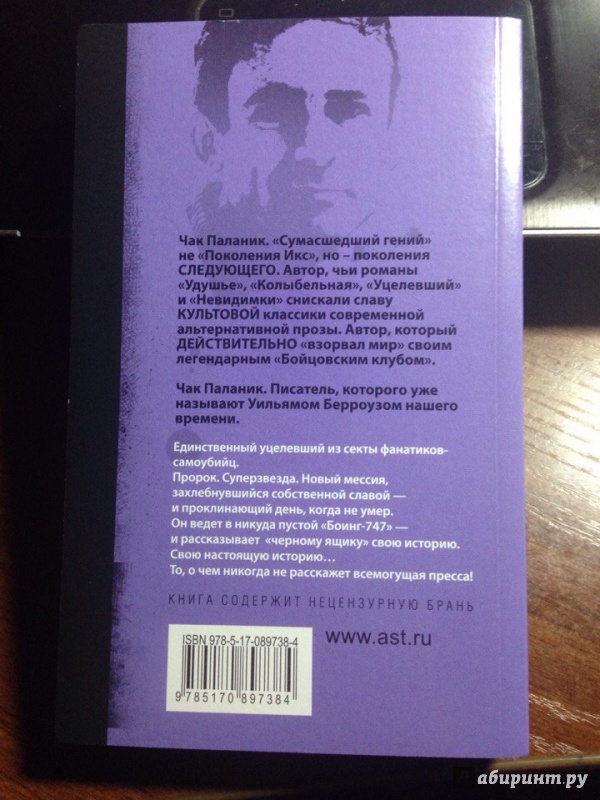 Чак Паланик. «Сумасшедший гений»
не «Поколения Икс», но – поколения
СЛЕДУЮЩЕГО. Автор, чьи романы
«Удушье», «Колыбельная», «Уцелевший»
и «Невидимки» снискали славу
КУЛЬТОВОЙ классики современной
альтернативной прозы. Автор, который
ДЕЙСТВИТЕЛЬНО «взорвал мир» своим
легендарным «Бойцовским клубом».
Чак Паланик. Писатель, которого уже
называют Уильямом Берроузом нашего
времени.
Единственный уцелевший из секты фанатиков-
самоубийц.
Пророк. Суперзвезда. Новый мессия,
захлебнувшийся собственной славой —
и проклинающий день, когда не умер.
Он ведет в никуда пустой «Боинг-747» —
и рассказывает «черному ящику» свою историю.
Свою настоящую историю…
То, о чем никогда не расскажет всемогущая пресса!
КНИГА СОДЕРЖИТ НЕЦЕНЗУРНУЮ БРАНЬ
ISBN 978-5-17-089738-4
9 785170 897384
www.ast.ru
абиринт.ру